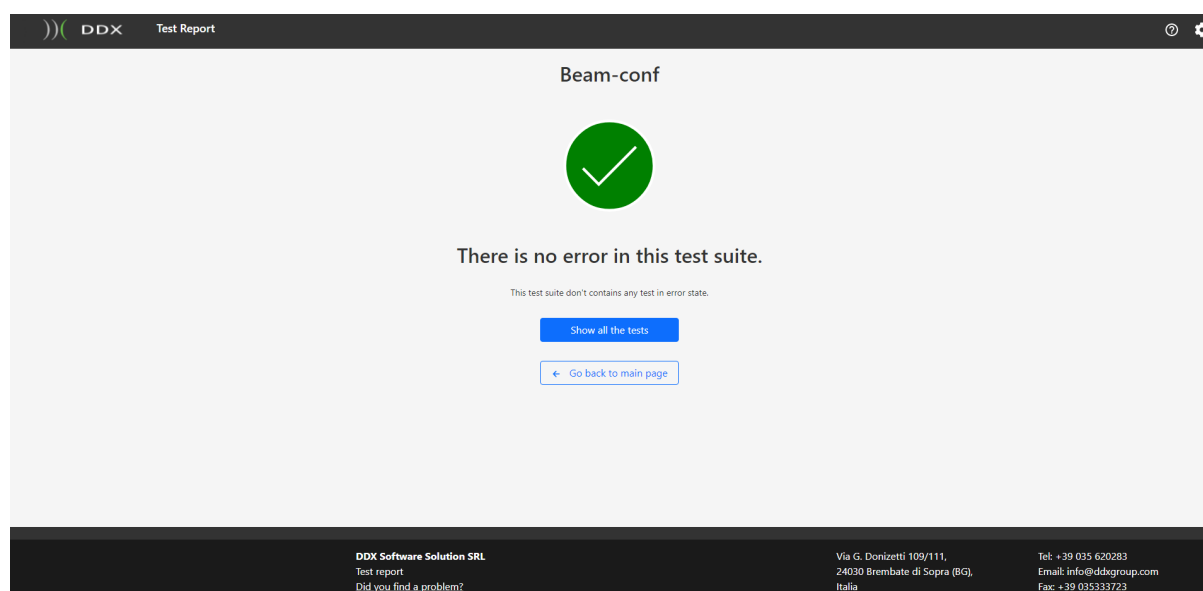 DDX Test Report
Beam-conf
There is no error in this test suite.
This test suite don't contains any test in error state.
Show all the tests
← Go back to main page
DDX Software Solution SRL
Test report
Did you find a problem?
Via G. Donizetti 109/111,
24030 Brembate di Sopra (BG),
Italia
Tel: +39 035 620283
Email: info@ddxgroup.com
Fax: +39 035333723